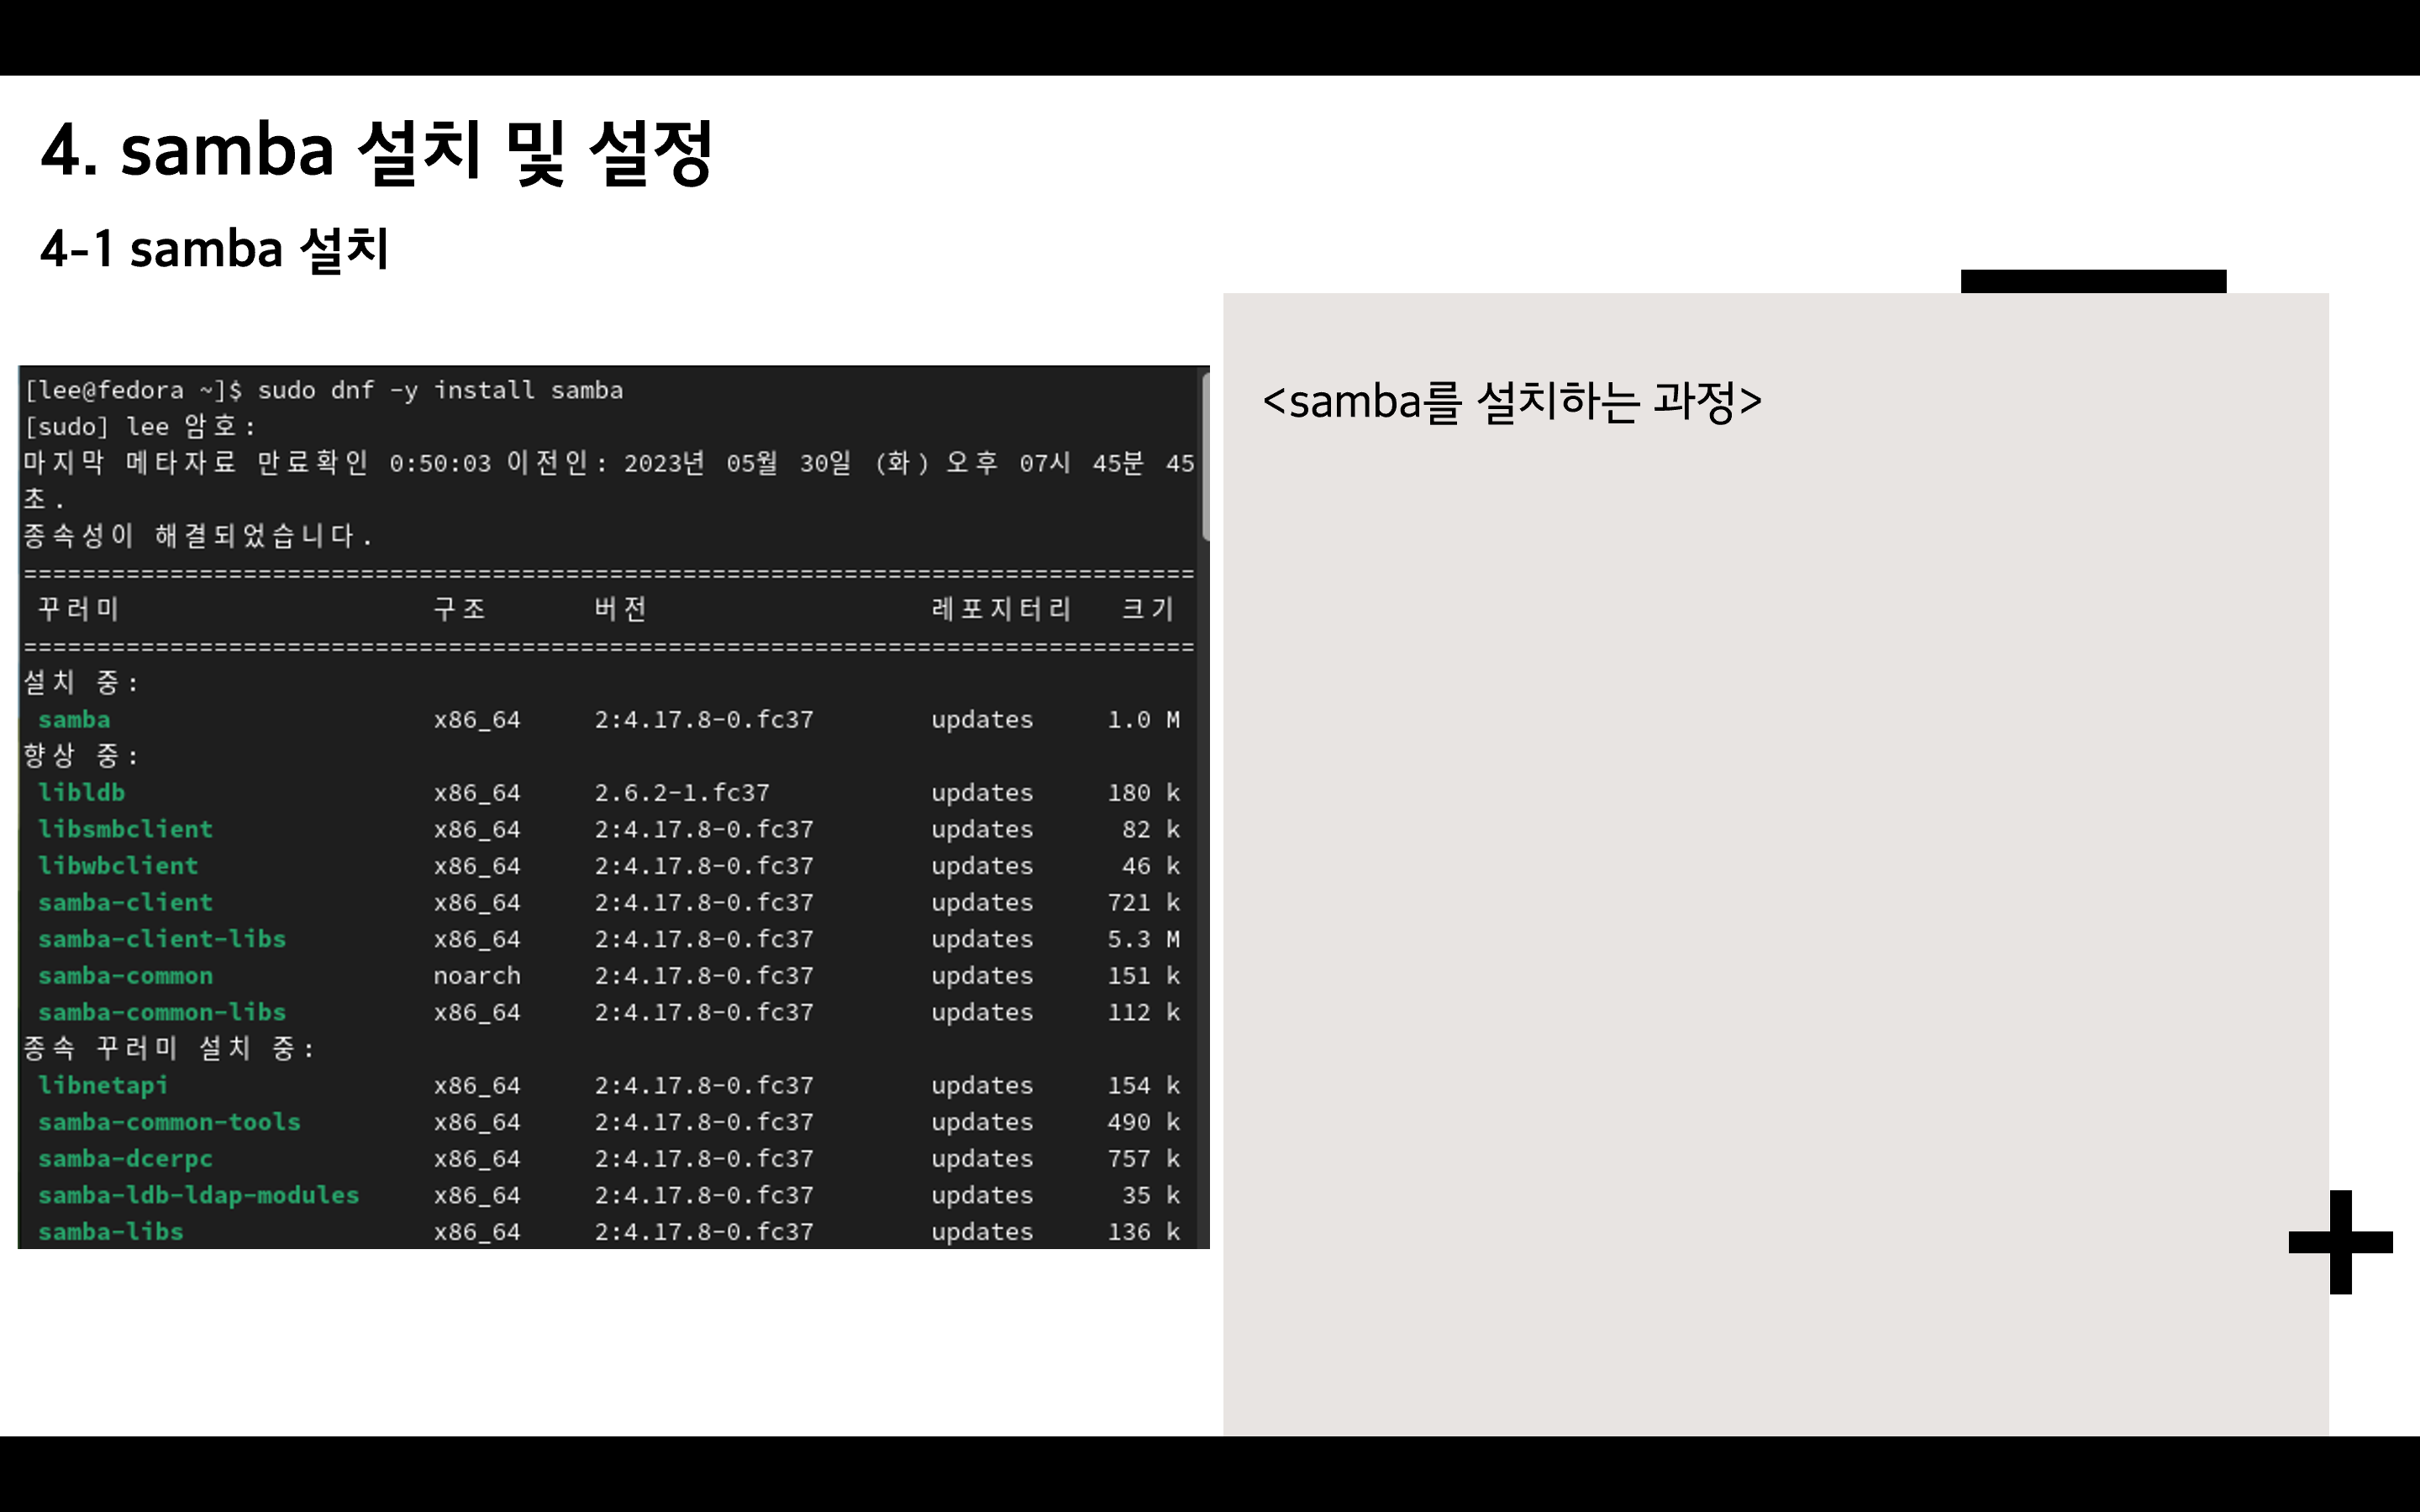 4. samba 설치 및 설정
4-1 samba 설치
[lee@fedora ~]$ sudo dnf -y install samba
[sudo] lee 암호:
마지막 메타자료 만료확인 0:50:03 이전인: 2023년 05월 30일 (화) 오후 07시 45분 45
초.
종속성이 해결되었습니다.
================================================================================
꾸러미 구조 버전 레포지터리 크기
================================================================================
설치 중:
samba x86_64 2:4.17.8-0.fc37 updates 1.0 M
향상 중:
libldb x86_64 2.6.2-1.fc37 updates 180 k
libsmbclient x86_64 2:4.17.8-0.fc37 updates 82 k
libwbclient x86_64 2:4.17.8-0.fc37 updates 46 k
samba-client x86_64 2:4.17.8-0.fc37 updates 721 k
samba-client-libs x86_64 2:4.17.8-0.fc37 updates 5.3 M
samba-common noarch 2:4.17.8-0.fc37 updates 151 k
samba-common-libs x86_64 2:4.17.8-0.fc37 updates 112 k
종속 꾸러미 설치 중:
libnetapi x86_64 2:4.17.8-0.fc37 updates 154 k
samba-common-tools x86_64 2:4.17.8-0.fc37 updates 490 k
samba-dcerpc x86_64 2:4.17.8-0.fc37 updates 757 k
samba-ldb-ldap-modules x86_64 2:4.17.8-0.fc37 updates 35 k
samba-libs x86_64 2:4.17.8-0.fc37 updates 136 k
<samba를 설치하는 과정>